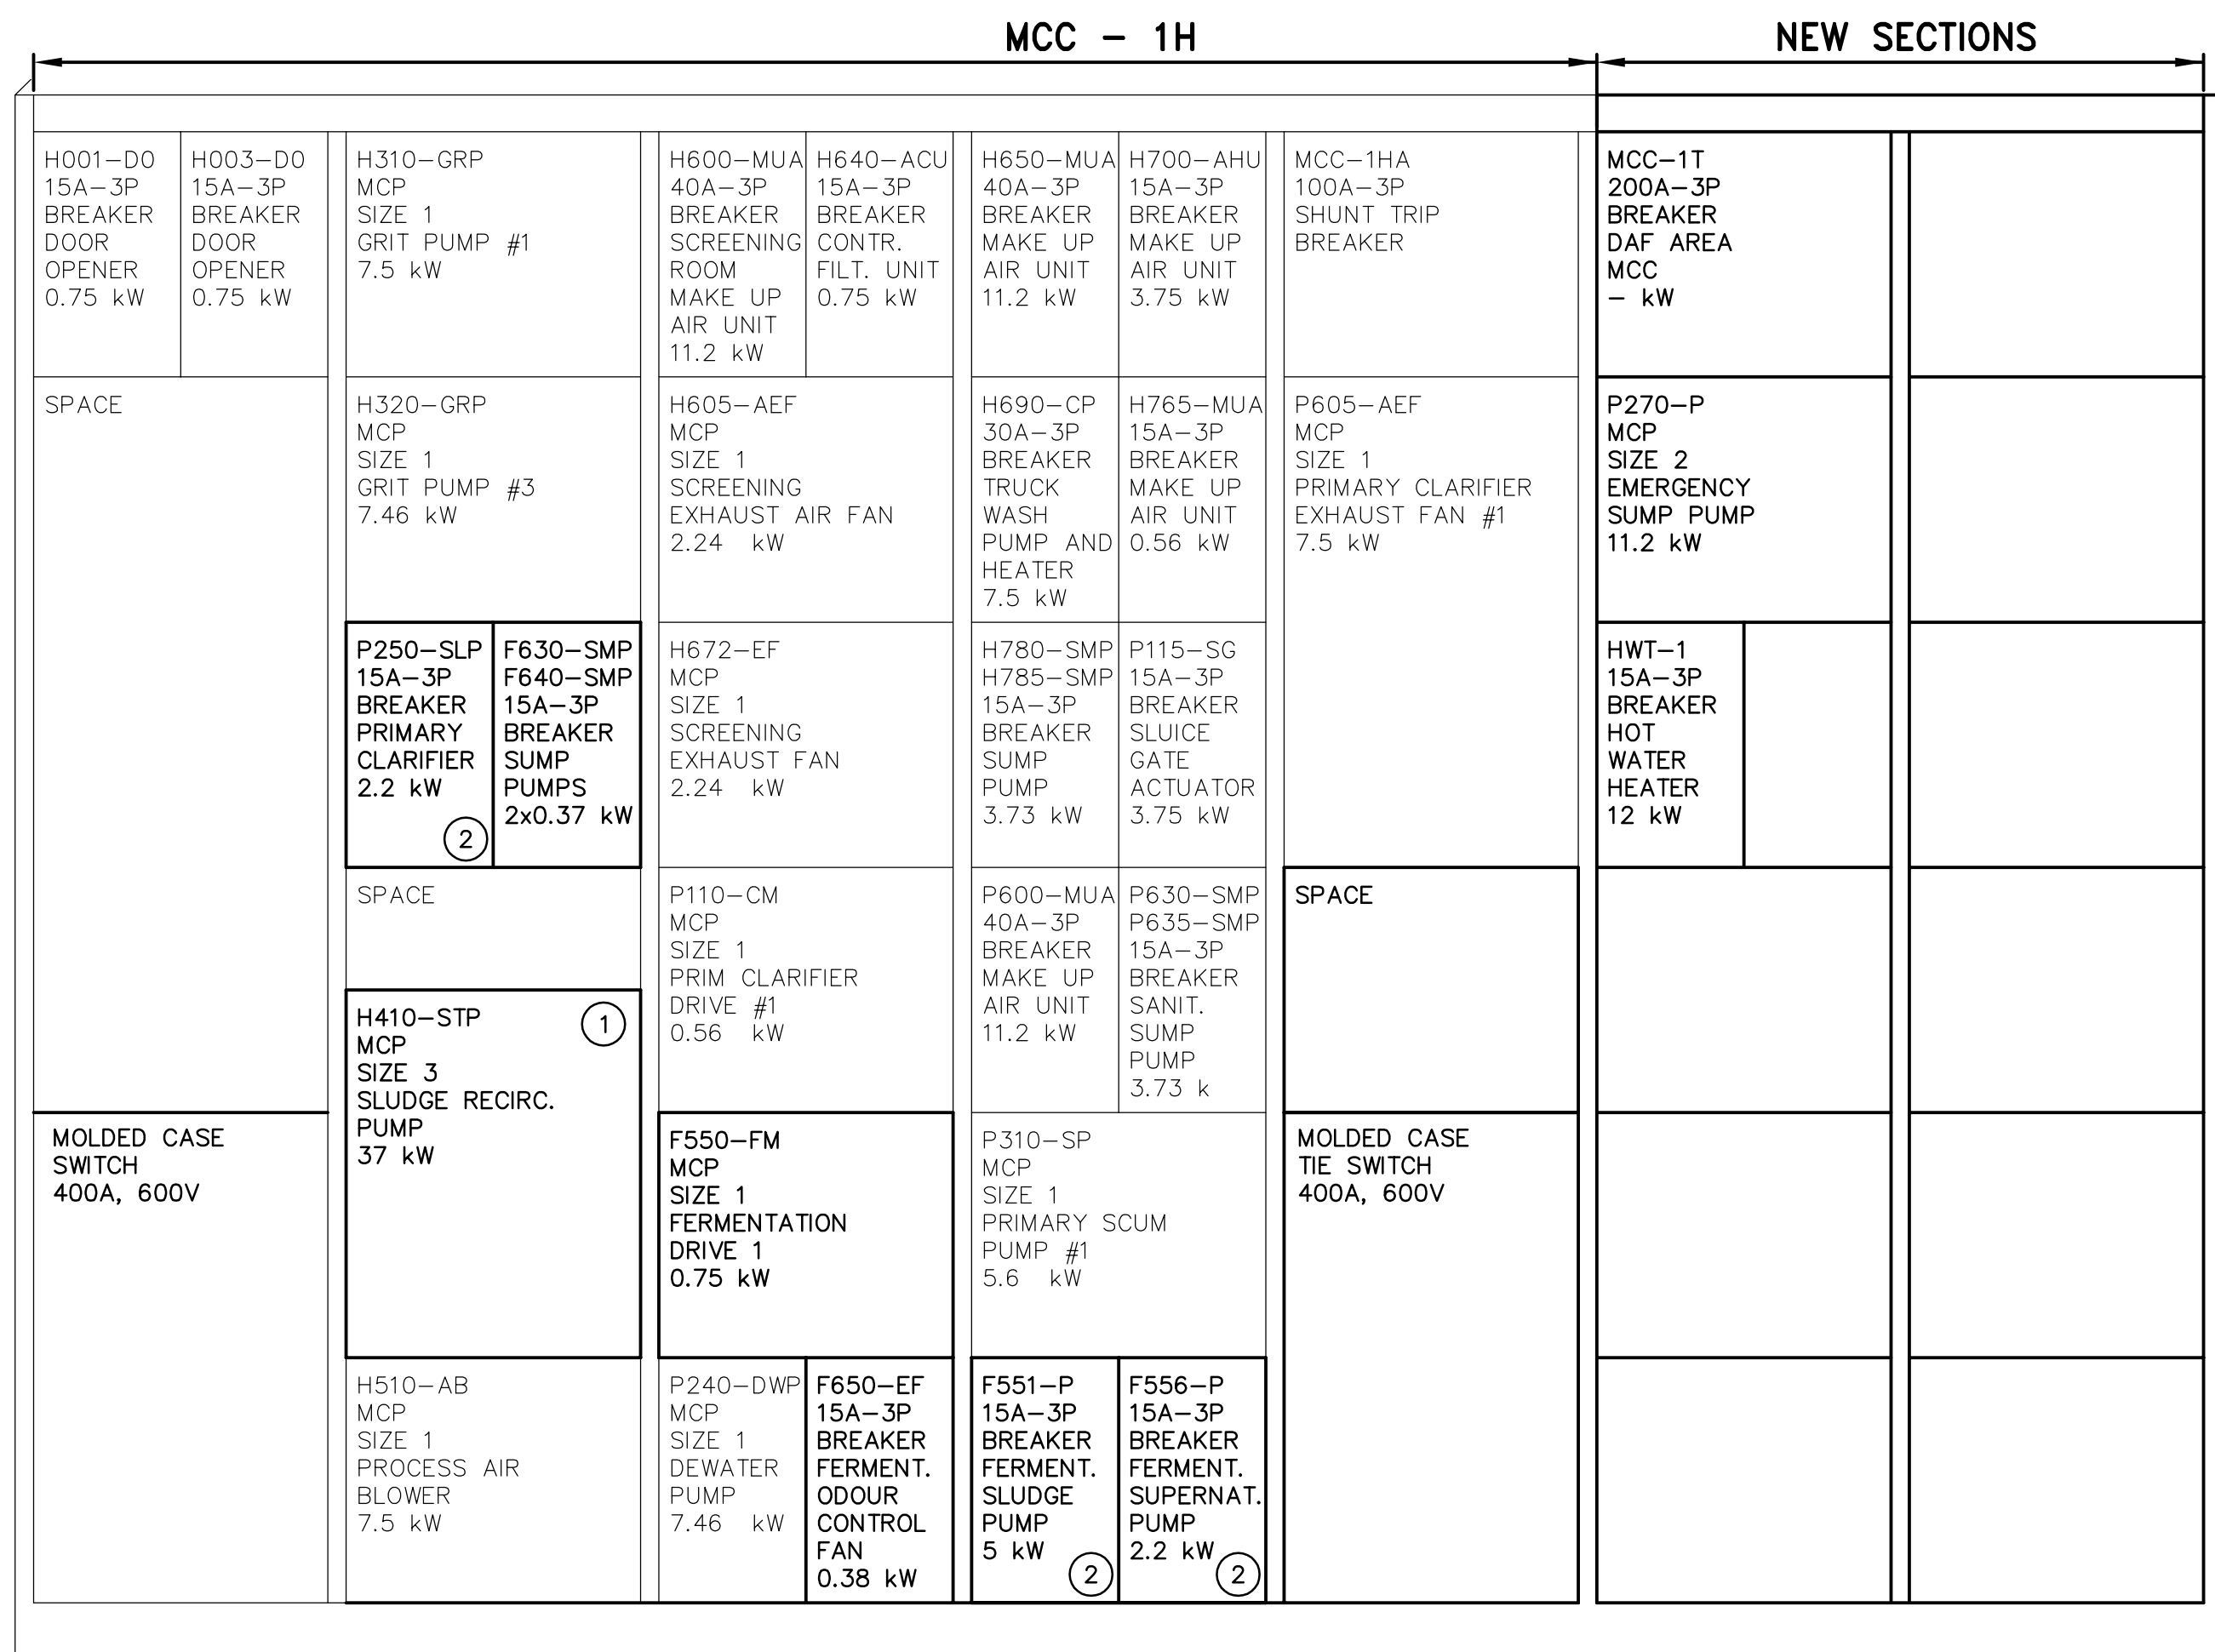 MCC - 1H
NEW SECTIONS
H001-DO
15A-3P
BREAKER
DOOR
OPENER
0.75 kW
H003-DO
15A-3P
BREAKER
DOOR
OPENER
0.75 kW
SPACE
MOLDED CASE
SWITCH
400A, 600V
H310-GRP
MCP
SIZE 1
GRIT PUMP #1
7.5 kW
H320-GRP
MCP
SIZE 1
GRIT PUMP #3
7.46 kW
P250-SLP
15A-3P
BREAKER
PRIMARY
CLARIFIER
2.2 kW
2
F630-SMP
F640-SMP
15A-3P
BREAKER
SUMP
PUMPS
2x0.37 kW
SPACE
H410-STP
1
MCP
SIZE 3
SLUDGE RECIRC.
PUMP
37 kW
H510-AB
MCP
SIZE 1
PROCESS AIR
BLOWER
7.5 kW
H600-MUA
40A-3P
BREAKER
SCREENING
ROOM
MAKE UP
AIR UNIT
11.2 kW
H640-ACU
15A-3P
BREAKER
CONTR.
FILT. UNIT
0.75 kW
H605-AEF
MCP
SIZE 1
SCREENING
EXHAUST AIR FAN
2.24 kW
H672-EF
MCP
SIZE 1
SCREENING
EXHAUST FAN
2.24 kW
P110-CM
MCP
SIZE 1
PRIM CLARIFIER
DRIVE #1
0.56 kW
F550-FM
MCP
SIZE 1
FERMENTATION
DRIVE 1
0.75 kW
P240-DWP
MCP
SIZE 1
DEWATER
PUMP
7.46 kW
F650-EF
15A-3P
BREAKER
FERMENT.
ODOUR
CONTROL
FAN
0.38 kW
H650-MUA
40A-3P
BREAKER
MAKE UP
AIR UNIT
11.2 kW
H700-AHU
15A-3P
BREAKER
MAKE UP
AIR UNIT
3.75 kW
H690-CP
30A-3P
BREAKER
TRUCK
WASH
PUMP AND
HEATER
7.5 kW
H765-MUA
15A-3P
BREAKER
MAKE UP
AIR UNIT
0.56 kW
H780-SMP
H785-SMP
15A-3P
BREAKER
SUMP
PUMP
3.73 kW
P115-SG
15A-3P
BREAKER
SLUICE
GATE
ACTUATOR
3.75 kW
P600-MUA
40A-3P
BREAKER
MAKE UP
AIR UNIT
11.2 kW
P630-SMP
P635-SMP
15A-3P
BREAKER
SANIT.
SUMP
PUMP
3.73 k
P310-SP
MCP
SIZE 1
PRIMARY SCUM
PUMP #1
5.6 kW
F551-P
15A-3P
BREAKER
FERMENT.
SLUDGE
PUMP
5 kW
2
F556-P
15A-3P
BREAKER
FERMENT.
SUPERNAT.
PUMP
2.2 kW
2
MCC-1HA
100A-3P
SHUNT TRIP
BREAKER
P605-AEF
MCP
SIZE 1
PRIMARY CLARIFIER
EXHAUST FAN #1
7.5 kW
SPACE
MOLDED CASE
TIE SWITCH
400A, 600V
MCC-1T
200A-3P
BREAKER
DAF AREA
MCC
- kW
P270-P
MCP
SIZE 2
EMERGENCY
SUMP PUMP
11.2 kW
HWT-1
15A-3P
BREAKER
HOT
WATER
HEATER
12 kW